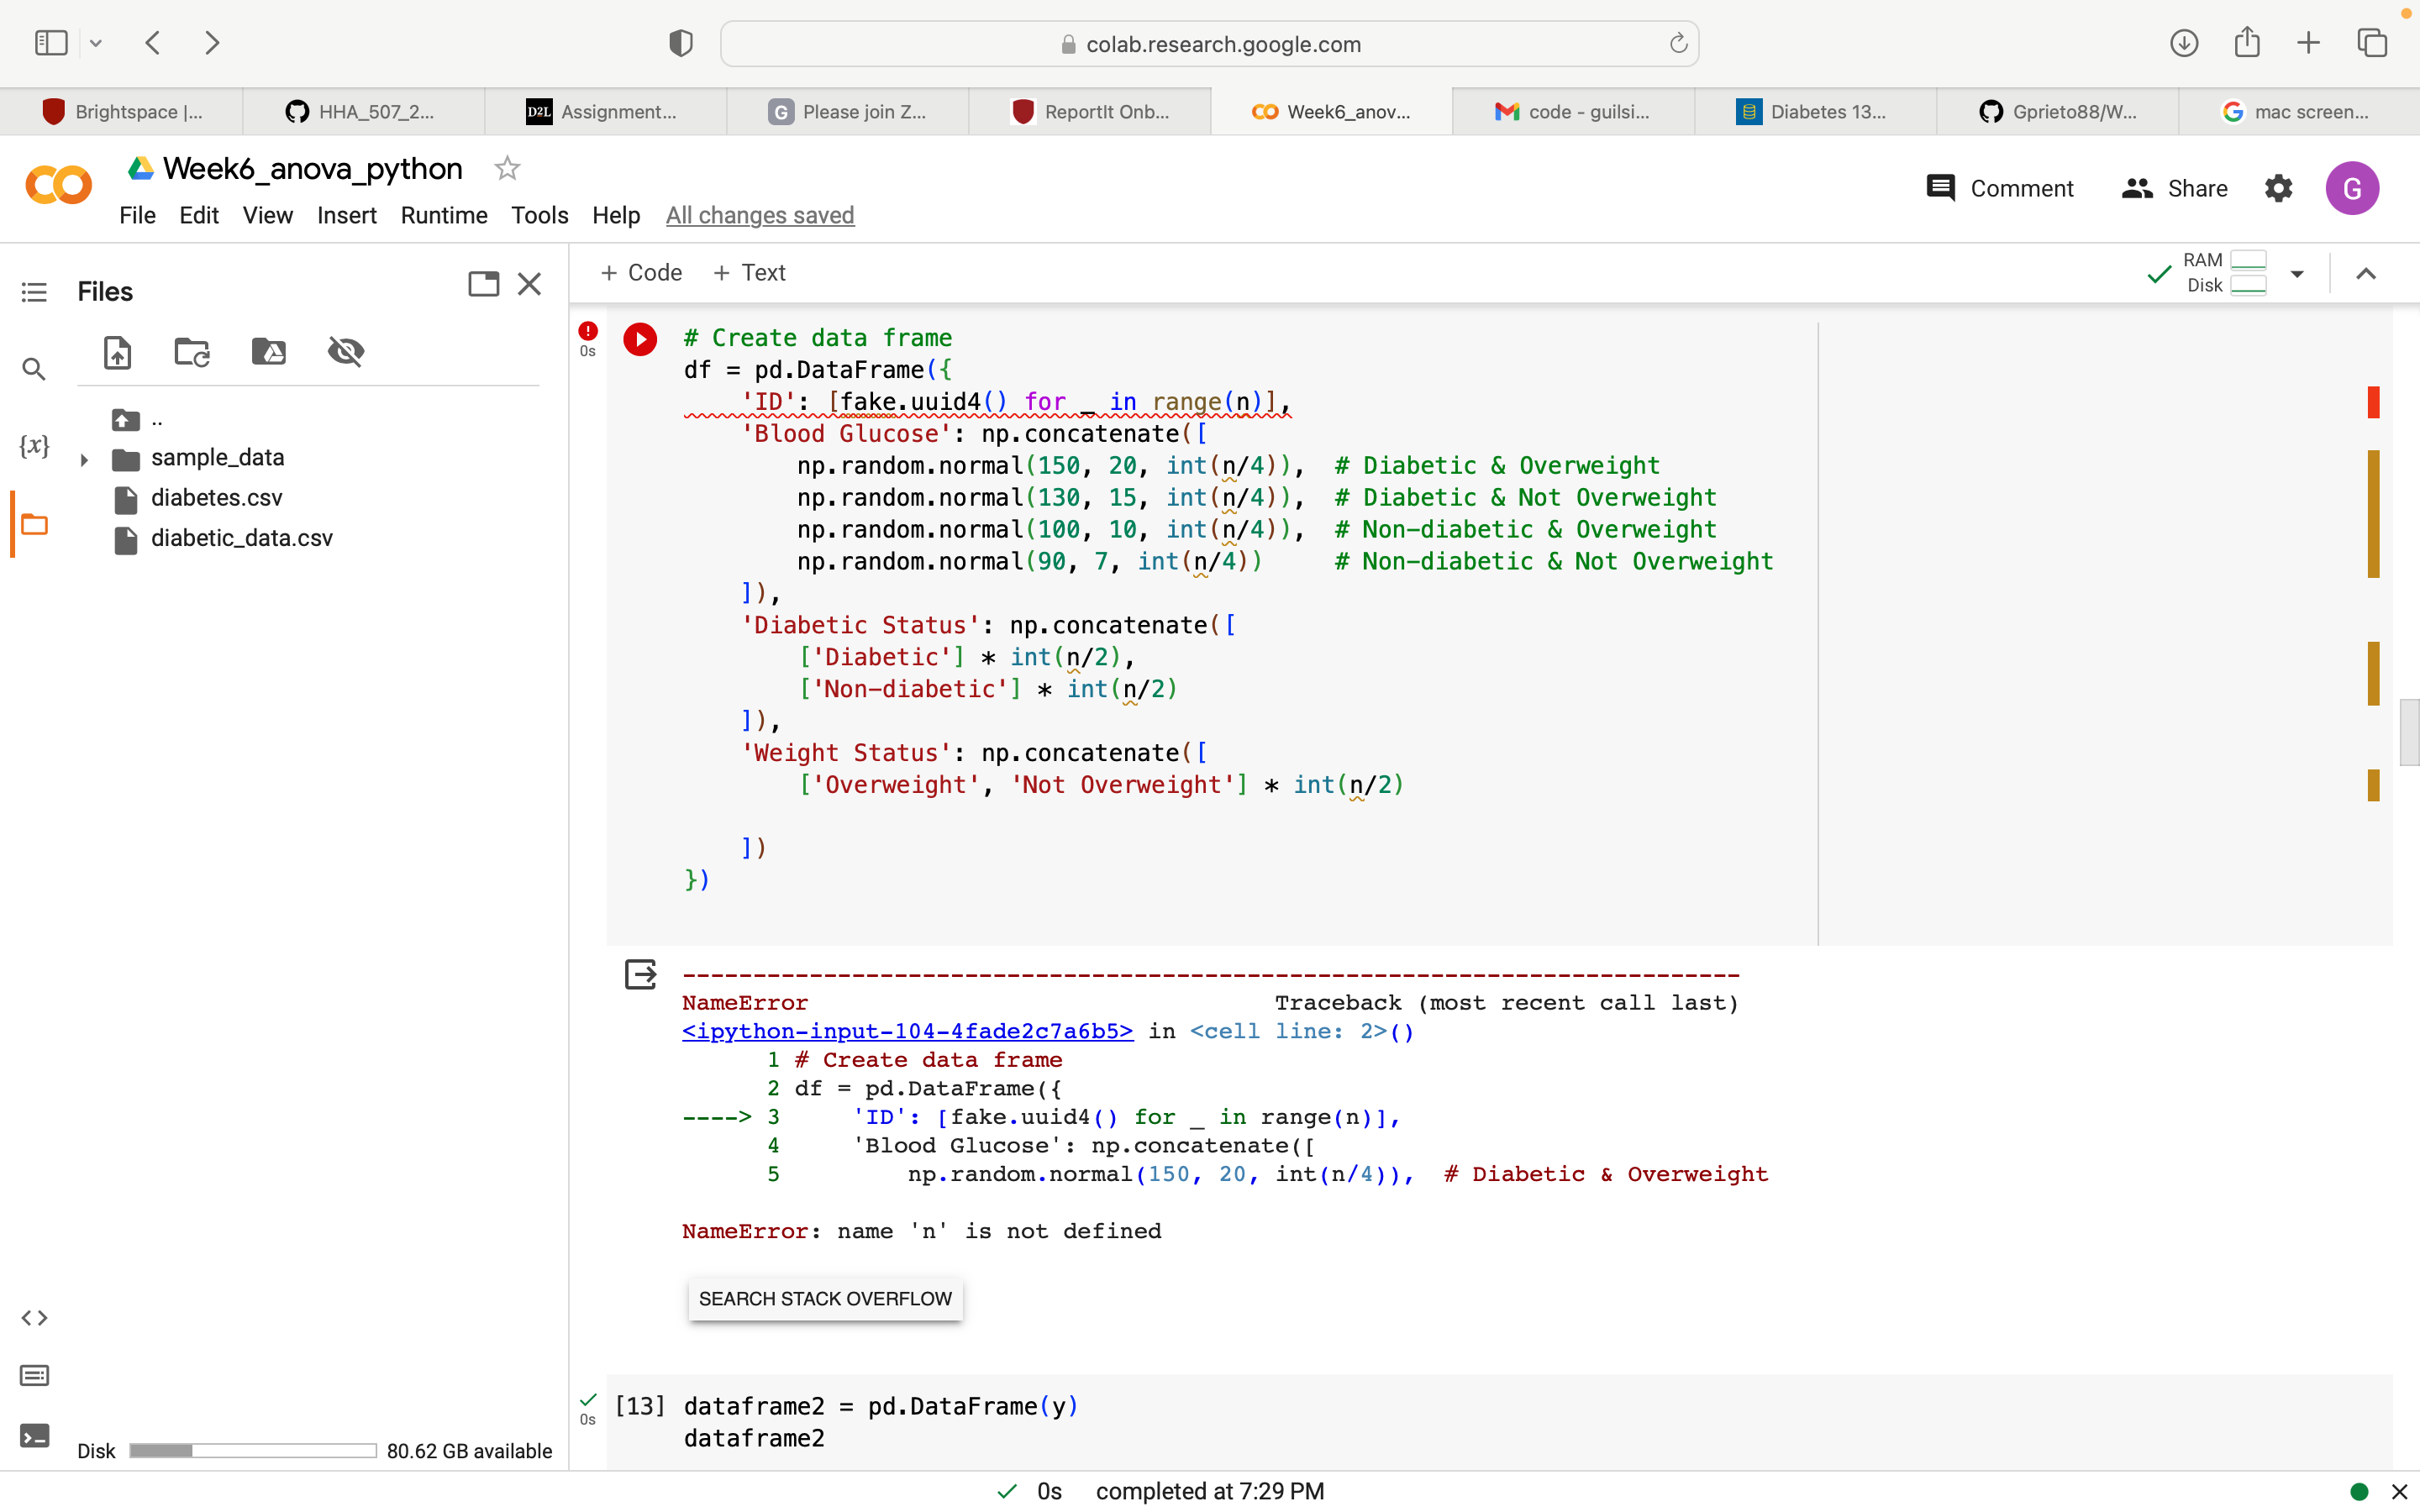 colab.research.google.com
Brightspace |...
HHA_507_2...
D2L Assignment...
G Please join Z...
ReportIt Onb...
Week6_anov...
code - guilsi...
Diabetes 13...
Gprieto88/W...
mac screen...
Week6_anova_python
Comment
Share
G
File Edit View Insert Runtime Tools Help All changes saved
Files
+ Code + Text
RAM
Disk
..
sample_data
diabetes.csv
diabetic_data.csv
{x}
0s
# Create data frame
df = pd.DataFrame({
    'ID': [fake.uuid4() for _ in range(n)],
    'Blood Glucose': np.concatenate([
        np.random.normal(150, 20, int(n/4)),  # Diabetic & Overweight
        np.random.normal(130, 15, int(n/4)),  # Diabetic & Not Overweight
        np.random.normal(100, 10, int(n/4)),  # Non-diabetic & Overweight
        np.random.normal(90, 7, int(n/4))     # Non-diabetic & Not Overweight
    ]),
    'Diabetic Status': np.concatenate([
        ['Diabetic'] * int(n/2),
        ['Non-diabetic'] * int(n/2)
    ]),
    'Weight Status': np.concatenate([
        ['Overweight', 'Not Overweight'] * int(n/2)
    ])
})
---------------------------------------------------------------------------
NameError                                 Traceback (most recent call last)
<ipython-input-104-4fade2c7a6b5> in <cell line: 2>()
      1 # Create data frame
      2 df = pd.DataFrame({
----> 3     'ID': [fake.uuid4() for _ in range(n)],
      4     'Blood Glucose': np.concatenate([
      5         np.random.normal(150, 20, int(n/4)),  # Diabetic & Overweight
NameError: name 'n' is not defined
SEARCH STACK OVERFLOW
0s
[13] dataframe2 = pd.DataFrame(y)
dataframe2
Disk 80.62 GB available
0s completed at 7:29 PM